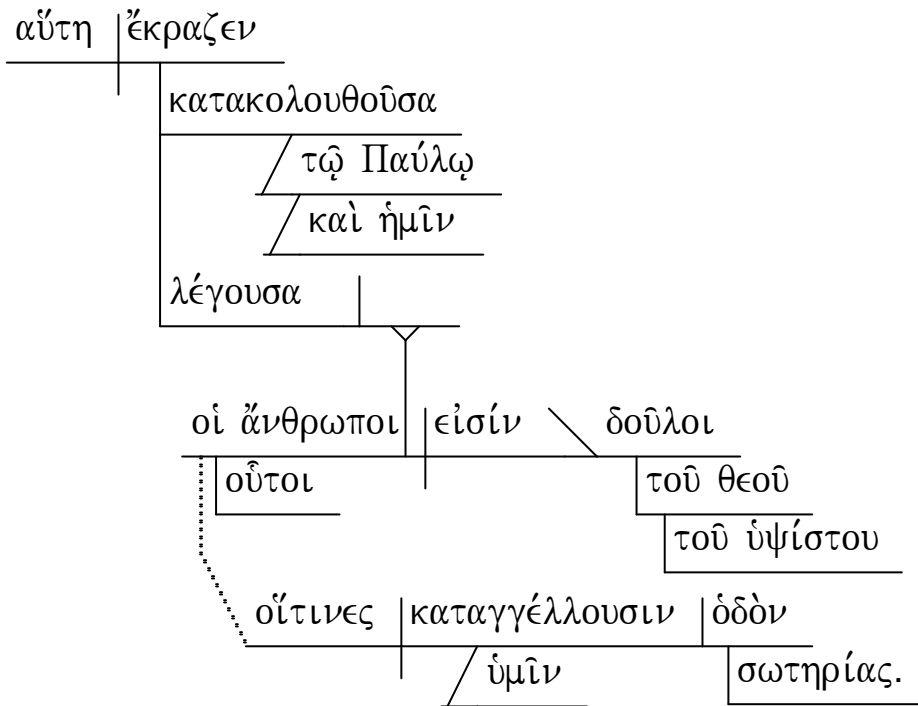 αὕτη ἔκραζεν
κατακολουθοῦσα
τῷ Παύλῳ
καὶ ἡμῖν
λέγουσα
οἱ ἄνθρωποι εἰσίν δοῦλοι
οὗτοι τοῦ θεοῦ
τοῦ ὑψίστου
οἵτινες καταγγέλλουσιν ὁδὸν
ὑμῖν σωτηρίας.